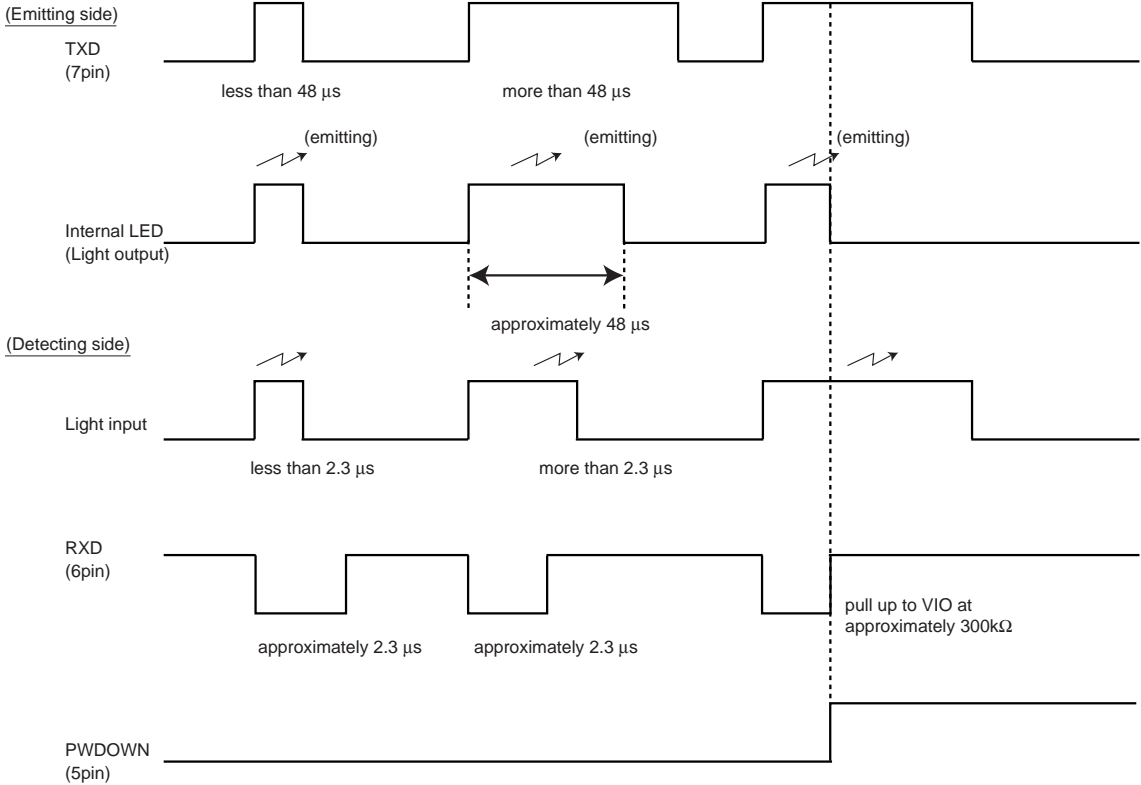 (Emitting side)
TXD
(7pin)
less than 48 μs
more than 48 μs
(emitting)
(emitting)
(emitting)
Internal LED
(Light output)
approximately 48 μs
(Detecting side)
Light input
less than 2.3 μs
more than 2.3 μs
RXD
(6pin)
pull up to VIO at
approximately 300kΩ
approximately 2.3 μs
approximately 2.3 μs
PWDOWN
(5pin)